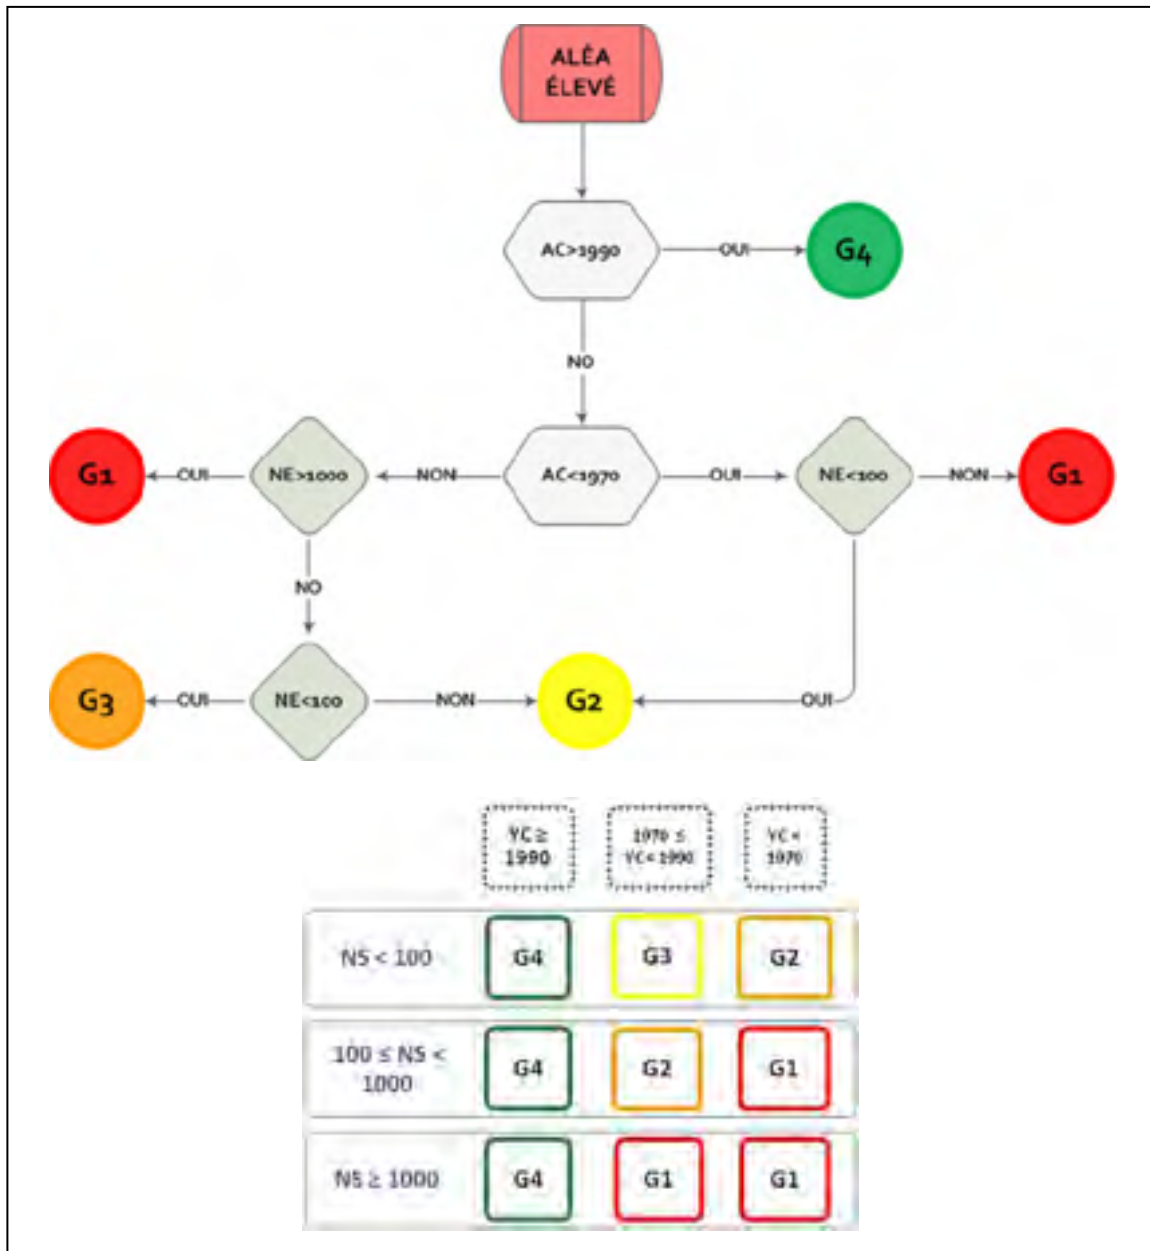 ALÉA
ÉLEVÉ
AC>1990
OUI
G4
NO
G1
OUI
NE>1000
NON
AC<1970
OUI
NE<100
NON
G1
NO
G3
OUI
NE<100
NON
G2
OUI
YC ≥
1990
1970 ≤
YC < 1990
YC <
1970
NS < 100
G4
G3
G2
100 ≤ NS <
1000
G4
G2
G1
NS ≥ 1000
G4
G1
G1